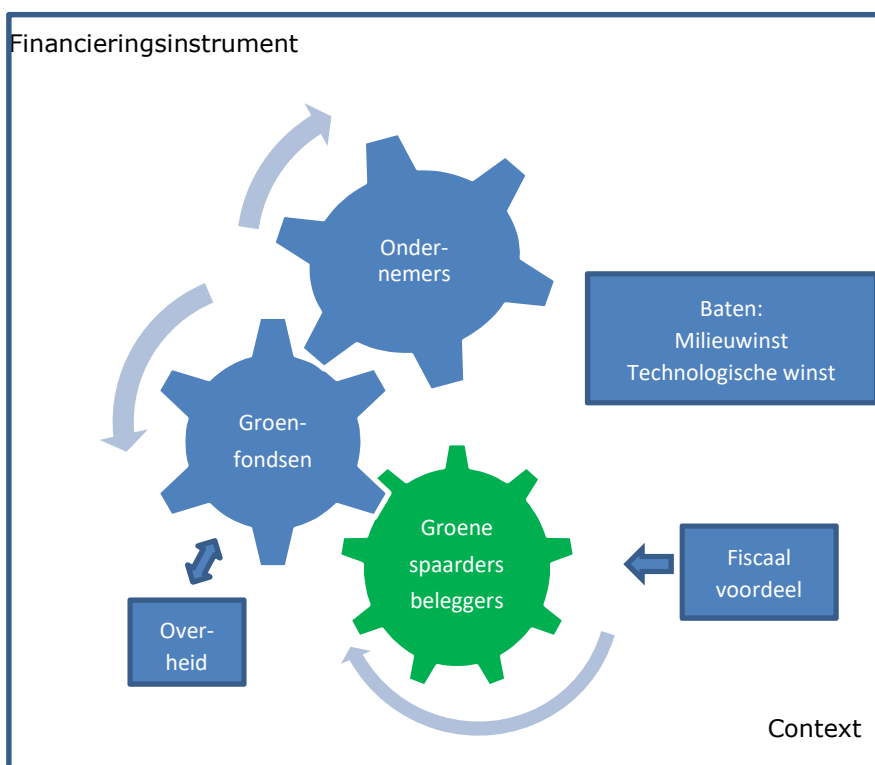 Financieringsinstrument
Onder-
nemers
Baten:
Milieuwinst
Technologische winst
Groen-
fondsen
Groene
spaarders
beleggers
Fiscaal
voordeel
Over-
heid
Context